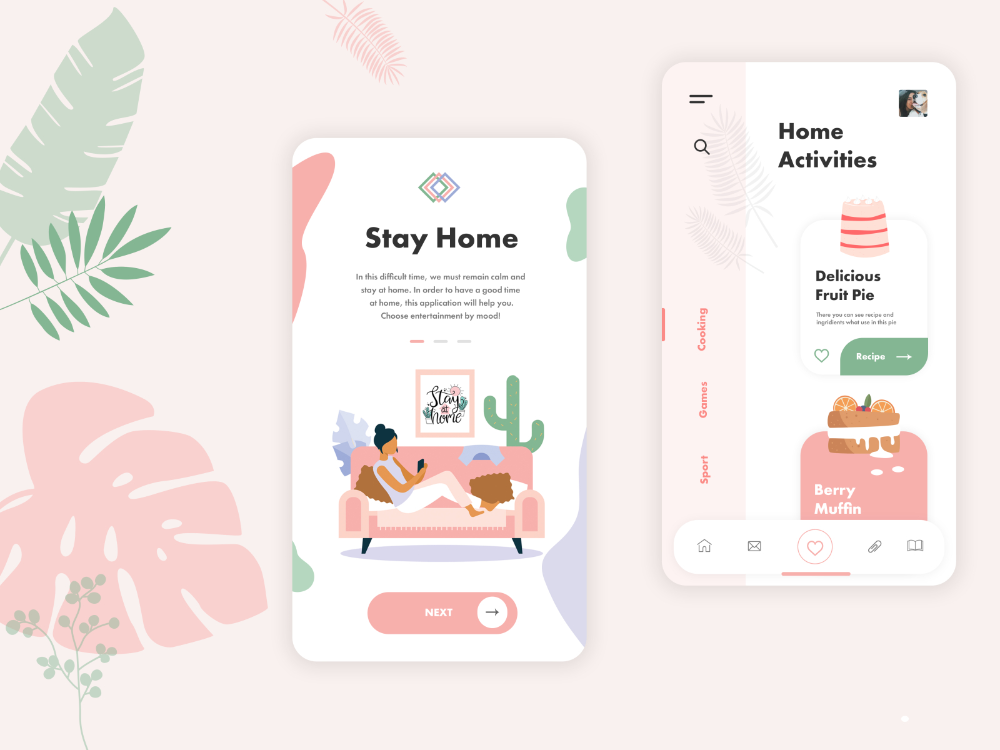 Stay Home
In this difficult time, we must remain calm and
stay at home. In order to have a good time
at home, this application will help you.
Choose entertainment by mood!
Stay
at
home
NEXT
Home
Activities
Cooking
Games
Sport
Delicious
Fruit Pie
There you can see recipe and
ingridients what use in this pie
Recipe
Berry
Muffin